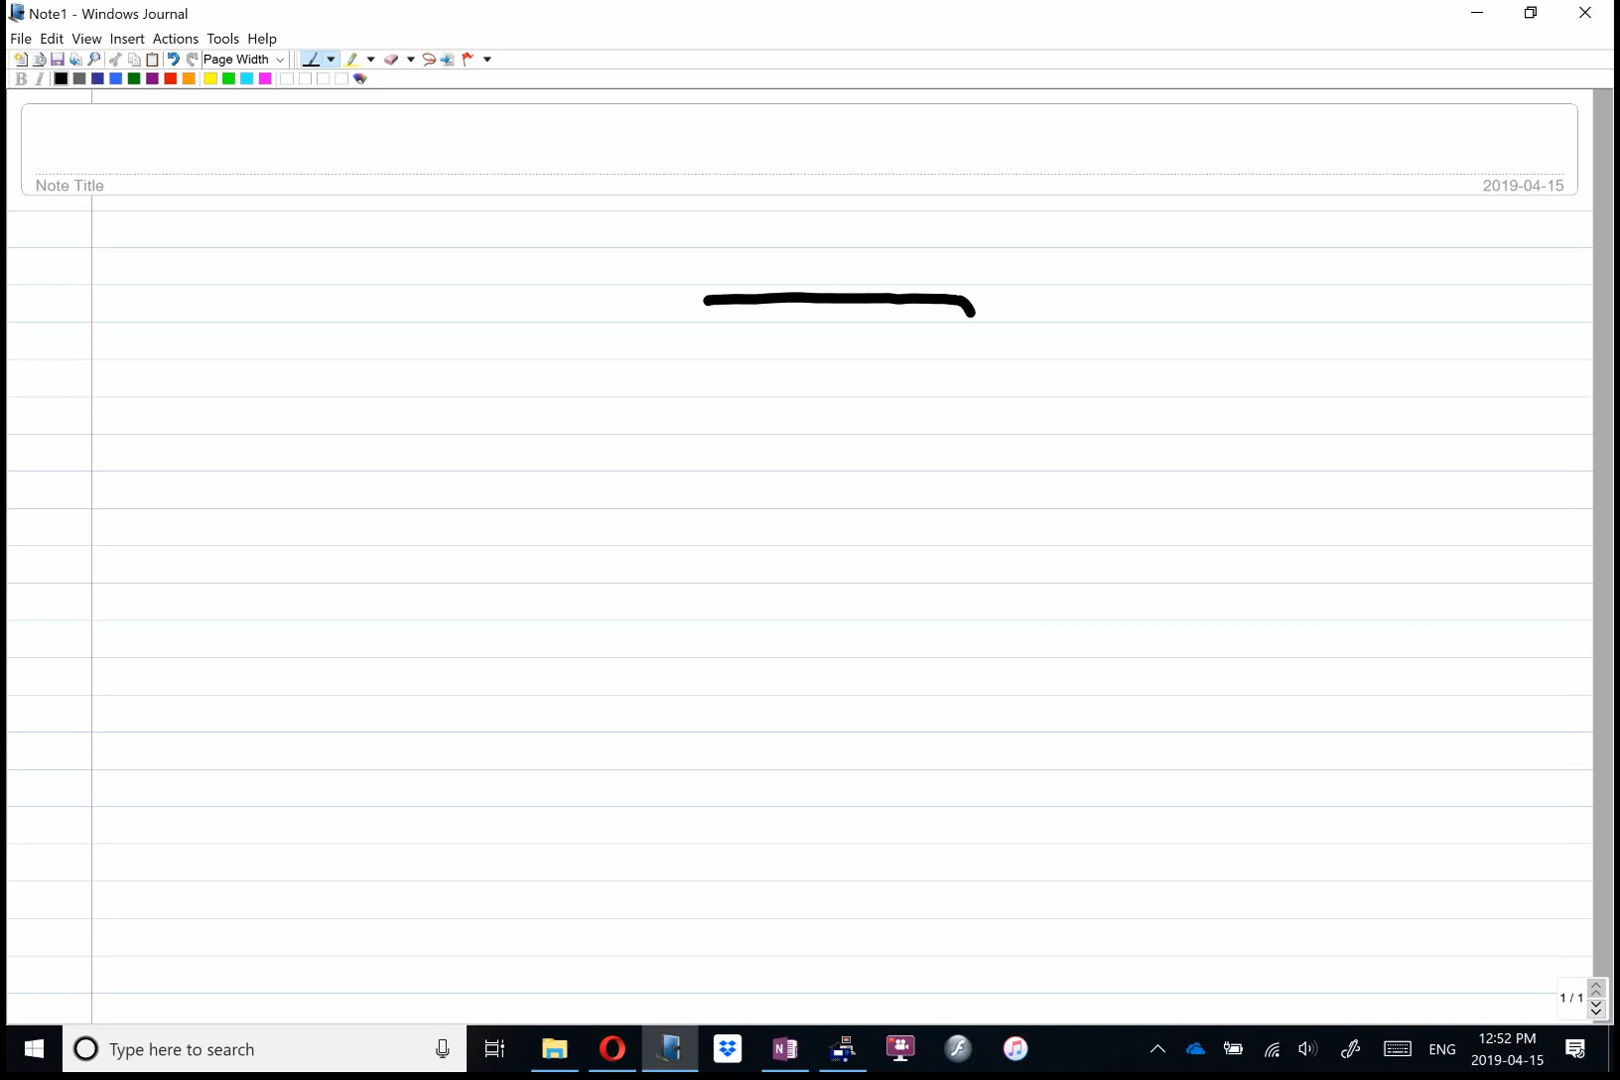 Note1 - Windows Journal
File Edit View Insert Actions Tools Help
Page Width
B I
Note Title
2019-04-15
1 / 1
Type here to search
N
ENG
12:52 PM
2019-04-15